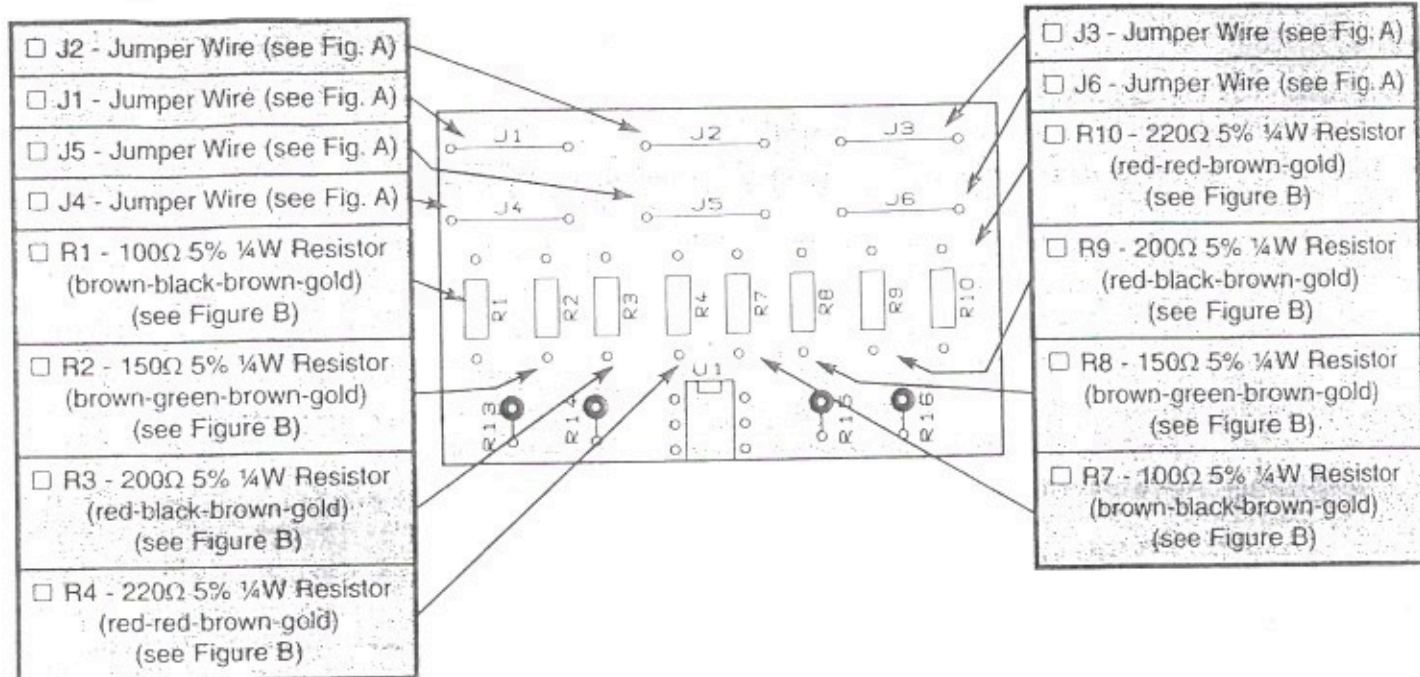 ☐ J2 - Jumper Wire (see Fig. A)
☐ J1 - Jumper Wire (see Fig. A)
☐ J5 - Jumper Wire (see Fig. A)
☐ J4 - Jumper Wire (see Fig. A)
☐ R1 - 100Ω 5% ¼W Resistor
(brown-black-brown-gold)
(see Figure B)
☐ R2 - 150Ω 5% ¼W Resistor
(brown-green-brown-gold)
(see Figure B)
☐ R3 - 200Ω 5% ¼W Resistor
(red-black-brown-gold)
(see Figure B)
☐ R4 - 220Ω 5% ¼W Resistor
(red-red-brown-gold)
(see Figure B)
J1 J2 J3
J4 J5 J6
R1 R2 R3 R4 R7 R8 R9 R10
U1
R13 R14 R15 R16
☐ J3 - Jumper Wire (see Fig. A)
☐ J6 - Jumper Wire (see Fig. A)
☐ R10 - 220Ω 5% ¼W Resistor
(red-red-brown-gold)
(see Figure B)
☐ R9 - 200Ω 5% ¼W Resistor
(red-black-brown-gold)
(see Figure B)
☐ R8 - 150Ω 5% ¼W Resistor
(brown-green-brown-gold)
(see Figure B)
☐ R7 - 100Ω 5% ¼W Resistor
(brown-black-brown-gold)
(see Figure B)